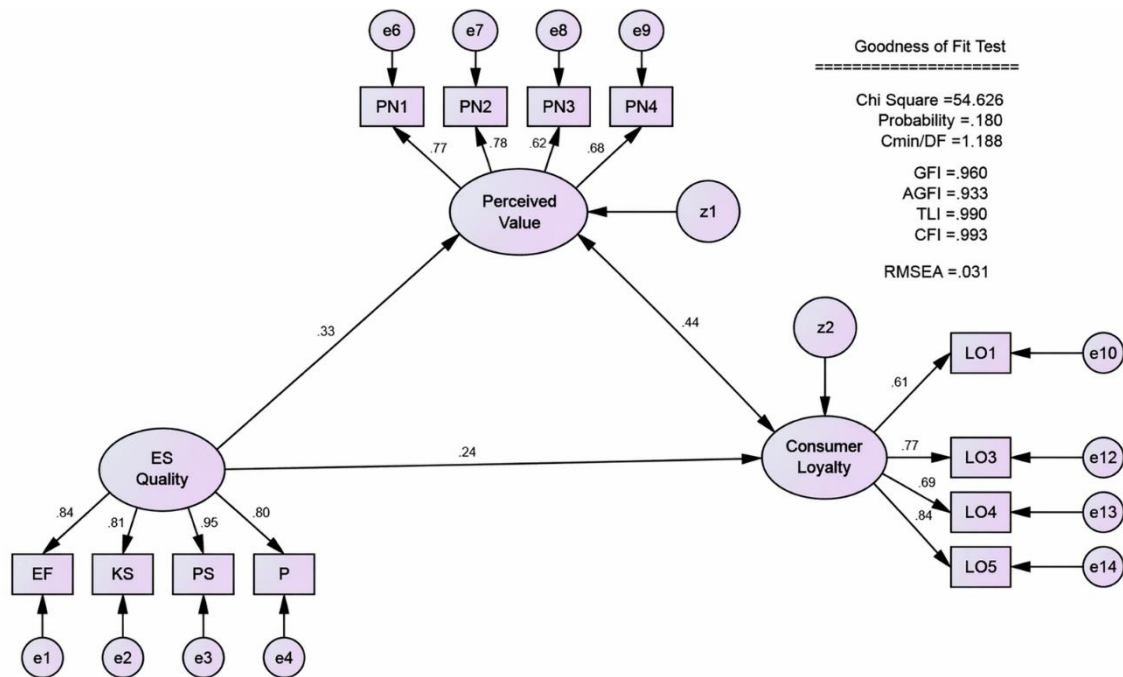 e6
e7
e8
e9
Goodness of Fit Test
======================
PN1
PN2
PN3
PN4
Chi Square =54.626
Probability =.180
Cmin/DF =1.188
.77
.78
.62
.68
GFI =.960
AGFI =.933
TLI =.990
CFI =.993
Perceived
Value
z1
RMSEA =.031
.33
.44
z2
LO1
e10
.61
ES
Quality
.24
Consumer
Loyalty
.77
LO3
e12
.69
LO4
e13
.84
LO5
e14
.84
.81
.95
.80
EF
KS
PS
P
e1
e2
e3
e4